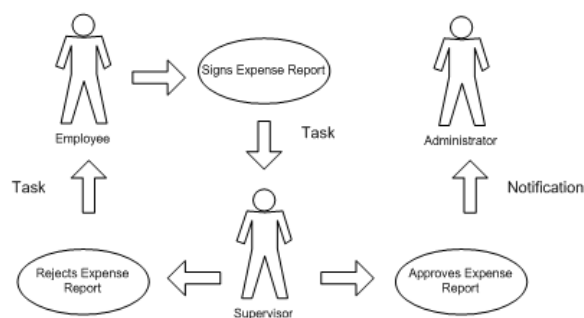 Signs Expense Report
Employee
Task
Administrator
Task
Notification
Rejects Expense
Report
Approves Expense
Report
Supervisor